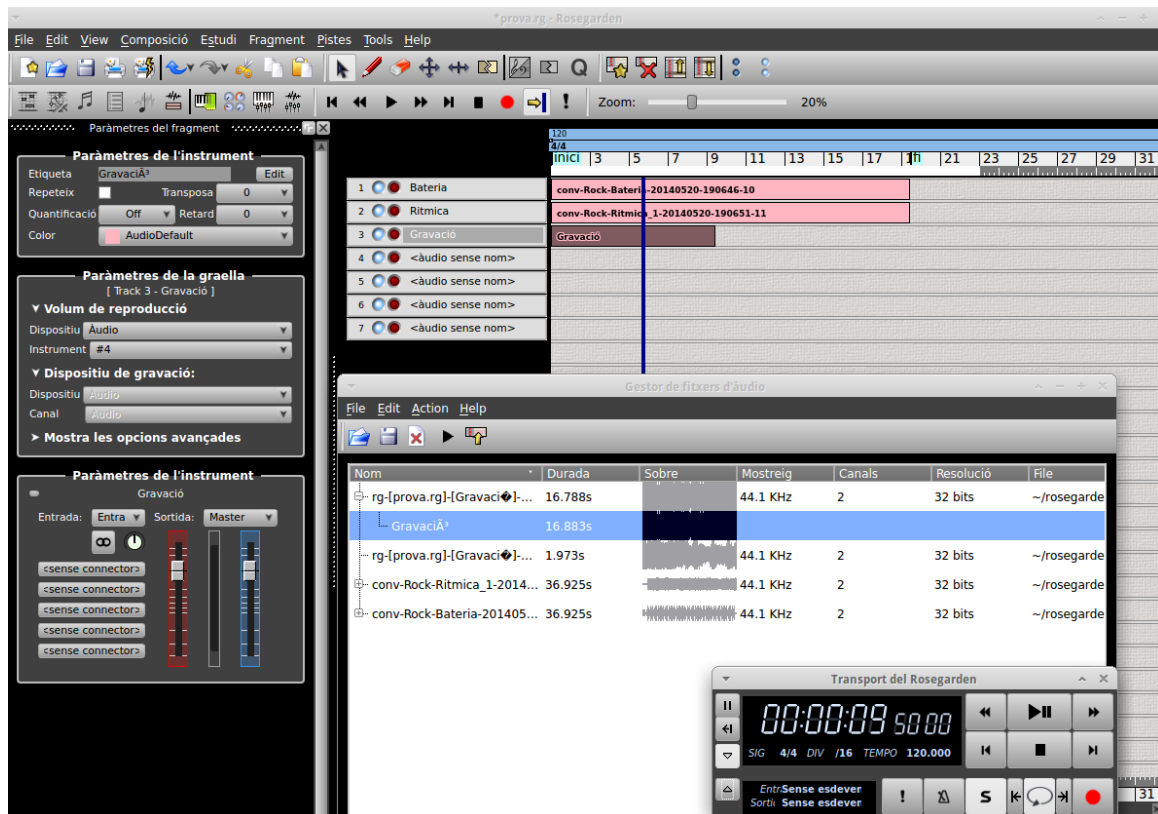 *prova.rg - Rosegarden
File Edit View Composició Estudi Fragment Pistes Tools Help
Q
Zoom: 20%
Paràmetres del fragment
Paràmetres de l'instrument
Etiqueta GravaciÃ³ Edit
Repeteix Transposa 0
Quantificació Off Retard 0
Color AudioDefault
Paràmetres de la graella
[ Track 3 - Gravació ]
Volum de reproducció
Dispositiu Àudio
Instrument #4
Dispositiu de gravació:
Dispositiu Àudio
Canal Àudio
Mostra les opcions avançades
Paràmetres de l'instrument
Gravació
Entrada: Entra Sortida: Master
<sense connector>
<sense connector>
<sense connector>
<sense connector>
<sense connector>
120
4/4
inici 3 5 7 9 11 13 15 17 fi 21 23 25 27 29 31
1 Bateria conv-Rock-Bateria-20140520-190646-10
2 Ritmica conv-Rock-Ritmica_1-20140520-190651-11
3 Gravació Gravació
4 <àudio sense nom>
5 <àudio sense nom>
6 <àudio sense nom>
7 <àudio sense nom>
Gestor de fitxers d'àudio
File Edit Action Help
Nom Durada Sobre Mostreig Canals Resolució File
rg-[prova.rg]-[Gravaci�]-... 16.788s 44.1 KHz 2 32 bits ~/rosegarde
GravaciÃ³ 16.883s
rg-[prova.rg]-[Gravaci�]-... 1.973s 44.1 KHz 2 32 bits ~/rosegarde
conv-Rock-Ritmica_1-2014... 36.925s 44.1 KHz 2 32 bits ~/rosegarde
conv-Rock-Bateria-201405... 36.925s 44.1 KHz 2 32 bits ~/rosegarde
Transport del Rosegarden
00:00:09 5000
SIG 4/4 DIV /16 TEMPO 120.000
Entr Sense esdever
Sorti Sense esdever
! S
31